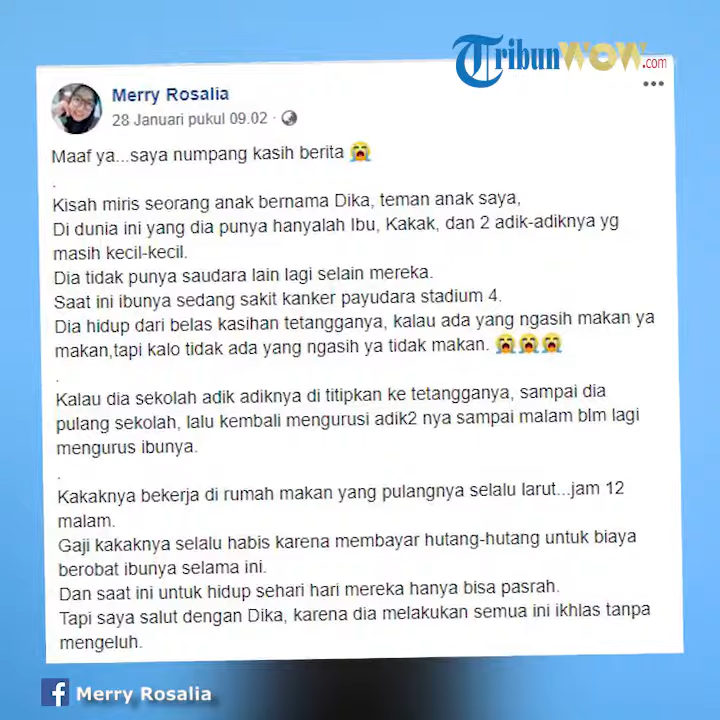 TribunWOW.com
Merry Rosalia
28 Januari pukul 09.02 ·
Maaf ya...saya numpang kasih berita 😭
.
Kisah miris seorang anak bernama Dika, teman anak saya,
Di dunia ini yang dia punya hanyalah Ibu, Kakak, dan 2 adik-adiknya yg
masih kecil-kecil.
Dia tidak punya saudara lain lagi selain mereka.
Saat ini ibunya sedang sakit kanker payudara stadium 4.
Dia hidup dari belas kasihan tetangganya, kalau ada yang ngasih makan ya
makan,tapi kalo tidak ada yang ngasih ya tidak makan. 😭😭😭
.
Kalau dia sekolah adik adiknya di titipkan ke tetangganya, sampai dia
pulang sekolah, lalu kembali mengurusi adik2 nya sampai malam blm lagi
mengurus ibunya.
.
Kakaknya bekerja di rumah makan yang pulangnya selalu larut...jam 12
malam.
Gaji kakaknya selalu habis karena membayar hutang-hutang untuk biaya
berobat ibunya selama ini.
Dan saat ini untuk hidup sehari hari mereka hanya bisa pasrah.
Tapi saya salut dengan Dika, karena dia melakukan semua ini ikhlas tanpa
mengeluh.
f Merry Rosalia